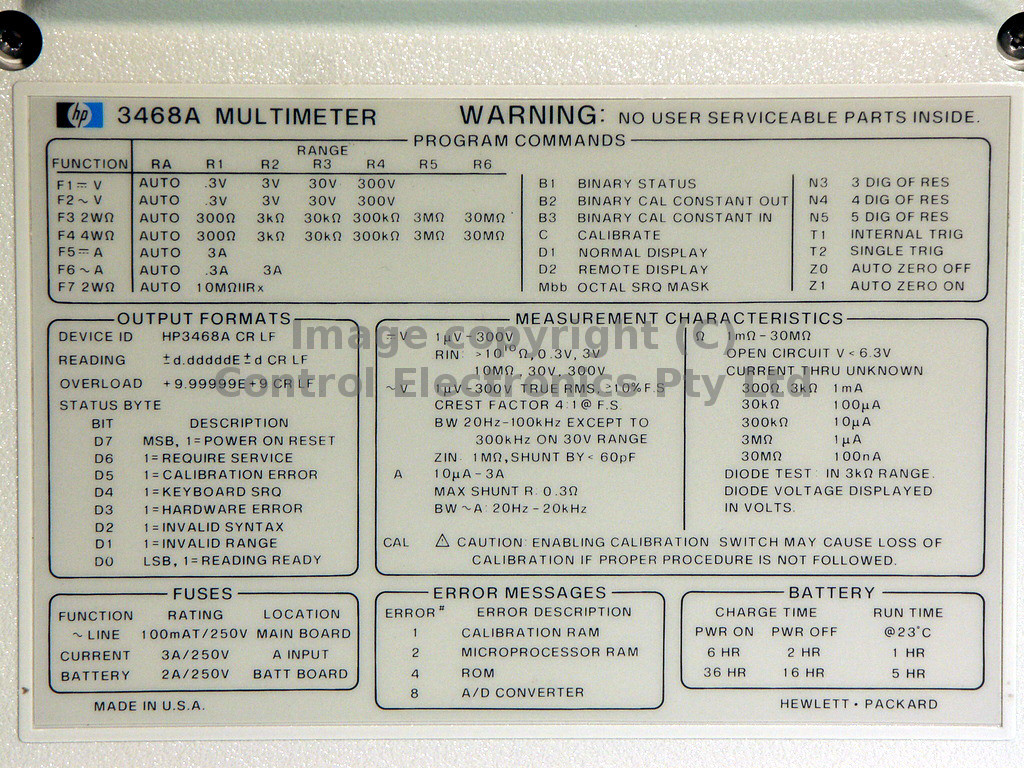 hp 3468A MULTIMETER WARNING: NO USER SERVICEABLE PARTS INSIDE.
PROGRAM COMMANDS
RANGE
FUNCTION RA R1 R2 R3 R4 R5 R6
F1⎓V AUTO .3V 3V 30V 300V
F2~V AUTO .3V 3V 30V 300V
F3 2WΩ AUTO 300Ω 3kΩ 30kΩ 300kΩ 3MΩ 30MΩ
F4 4WΩ AUTO 300Ω 3kΩ 30kΩ 300kΩ 3MΩ 30MΩ
F5⎓A AUTO 3A
F6~A AUTO .3A 3A
F7 2WΩ AUTO 10MΩIIRx
B1 BINARY STATUS
B2 BINARY CAL CONSTANT OUT
B3 BINARY CAL CONSTANT IN
C CALIBRATE
D1 NORMAL DISPLAY
D2 REMOTE DISPLAY
Mbb OCTAL SRQ MASK
N3 3 DIG OF RES
N4 4 DIG OF RES
N5 5 DIG OF RES
T1 INTERNAL TRIG
T2 SINGLE TRIG
Z0 AUTO ZERO OFF
Z1 AUTO ZERO ON
OUTPUT FORMATS
DEVICE ID HP3468A CR LF
READING ±d.dddddE±d CR LF
OVERLOAD +9.99999E+9 CR LF
STATUS BYTE
BIT DESCRIPTION
D7 MSB, 1=POWER ON RESET
D6 1=REQUIRE SERVICE
D5 1=CALIBRATION ERROR
D4 1=KEYBOARD SRQ
D3 1=HARDWARE ERROR
D2 1=INVALID SYNTAX
D1 1=INVALID RANGE
D0 LSB, 1=READING READY
MEASUREMENT CHARACTERISTICS
⎓V 1µV-300V
RIN: >10¹⁰Ω, 0.3V, 3V
10MΩ, 30V, 300V
~V 1µV-300V TRUE RMS, ≥10% F.S
CREST FACTOR 4:1@ F.S.
BW 20Hz-100kHz EXCEPT TO
300kHz ON 30V RANGE
ZIN: 1MΩ, SHUNT BY < 60pF
A 10µA-3A
MAX SHUNT R: 0.3Ω
BW ~A: 20Hz-20kHz
Ω 1mΩ-30MΩ
OPEN CIRCUIT V < 6.3V
CURRENT THRU UNKNOWN
300Ω, 3kΩ 1mA
30kΩ 100µA
300kΩ 10µA
3MΩ 1µA
30MΩ 100nA
DIODE TEST: IN 3kΩ RANGE.
DIODE VOLTAGE DISPLAYED
IN VOLTS.
CAL ⚠ CAUTION: ENABLING CALIBRATION SWITCH MAY CAUSE LOSS OF
CALIBRATION IF PROPER PROCEDURE IS NOT FOLLOWED.
Image copyright (C)
Control Electronics Pty Ltd
FUSES
FUNCTION RATING LOCATION
~ LINE 100mAT/250V MAIN BOARD
CURRENT 3A/250V A INPUT
BATTERY 2A/250V BATT BOARD
ERROR MESSAGES
ERROR# ERROR DESCRIPTION
1 CALIBRATION RAM
2 MICROPROCESSOR RAM
4 ROM
8 A/D CONVERTER
BATTERY
CHARGE TIME RUN TIME
PWR ON PWR OFF @23°C
6 HR 2 HR 1 HR
36 HR 16 HR 5 HR
MADE IN U.S.A.
HEWLETT • PACKARD